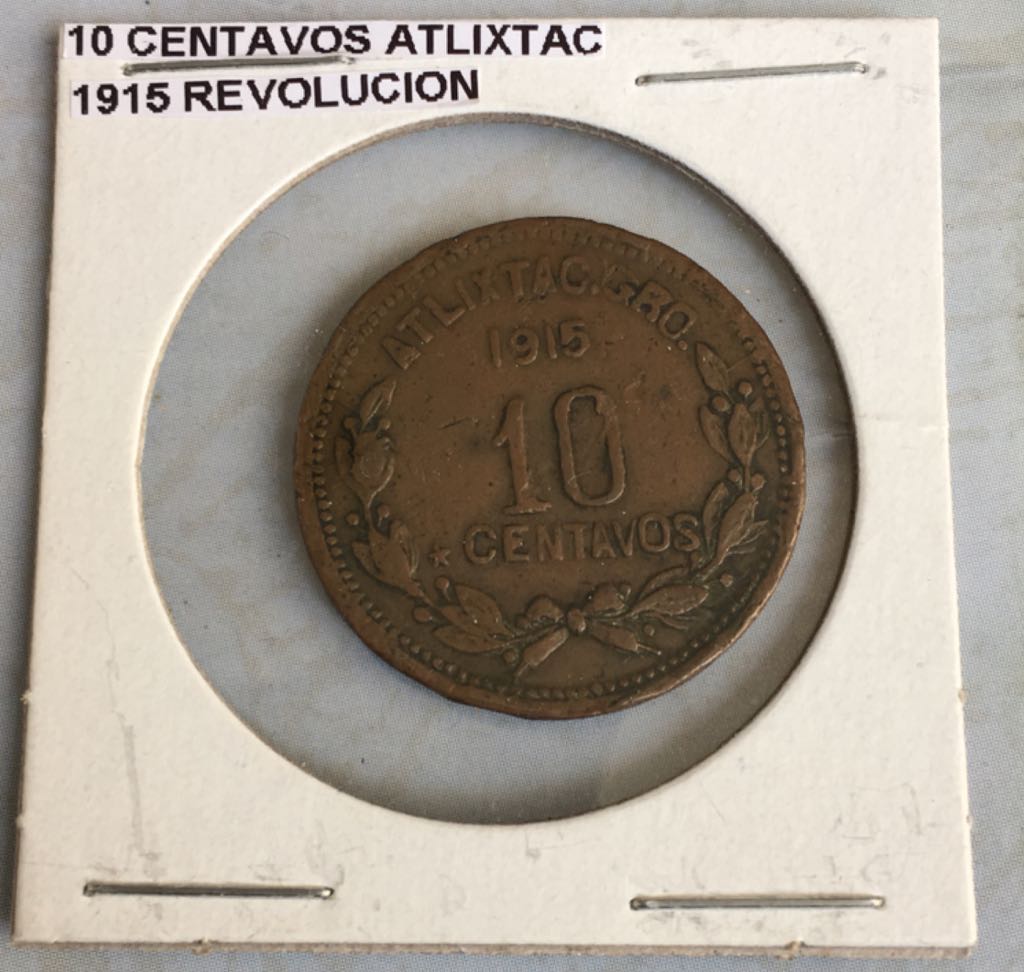 10 CENTAVOS ATLIXTAC
1915 REVOLUCION
ATLIXTAC.GRO.
1915
10
CENTAVOS